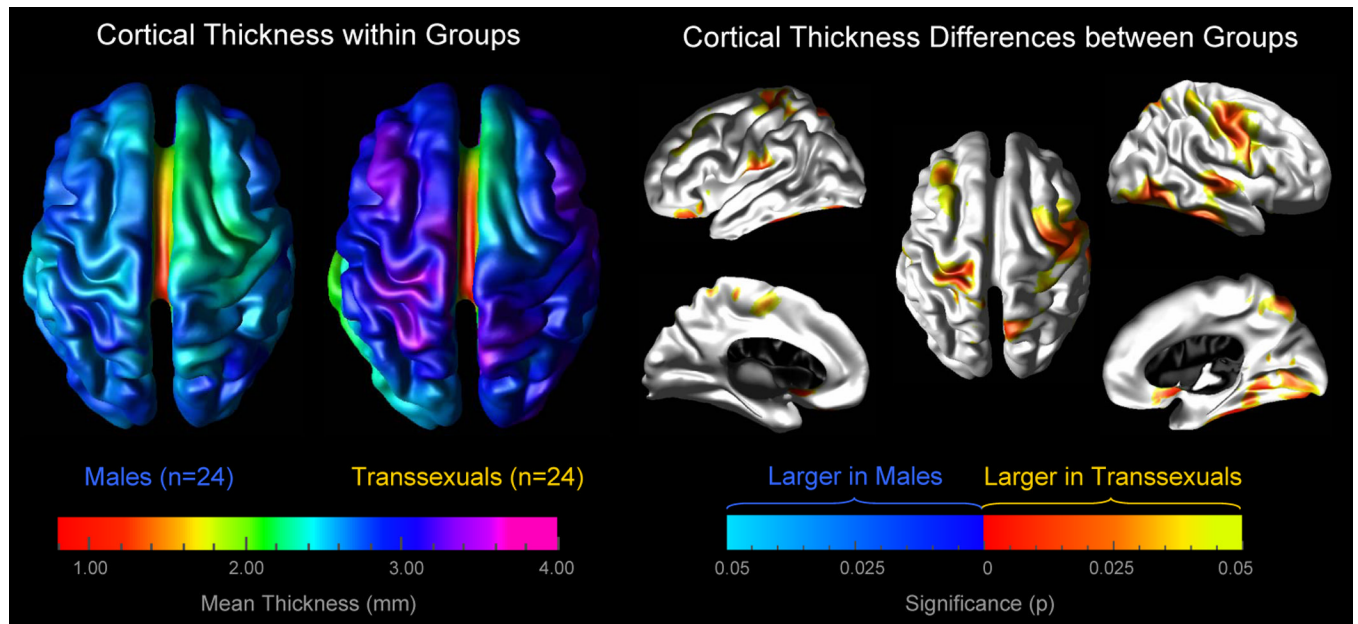 Cortical Thickness within Groups
Cortical Thickness Differences between Groups
Males (n=24)
Transsexuals (n=24)
Larger in Males
Larger in Transsexuals
1.00 2.00 3.00 4.00
0.05 0.025 0 0.025 0.05
Mean Thickness (mm)
Significance (p)